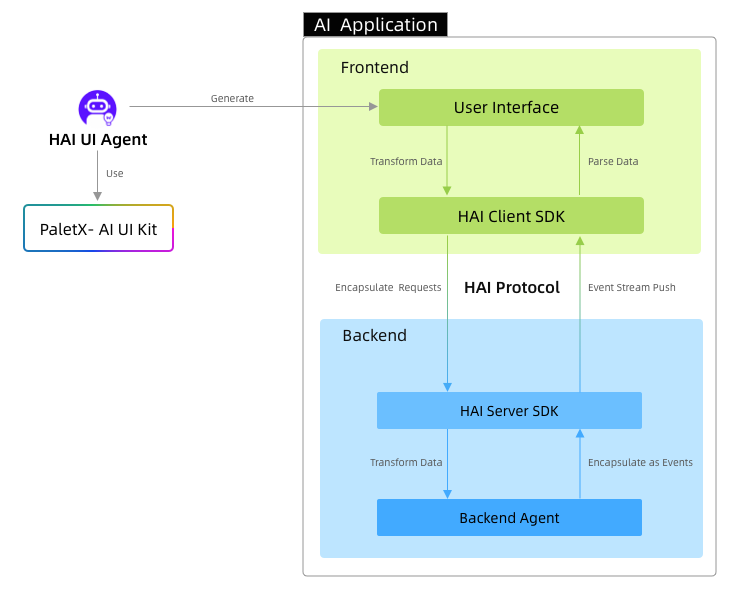 AI Application
Frontend
User Interface
Generate
HAI UI Agent
Use
PaletX- AI UI Kit
Transform Data
Parse Data
HAI Client SDK
Encapsulate Requests
HAI Protocol
Event Stream Push
Backend
HAI Server SDK
Transform Data
Encapsulate as Events
Backend Agent